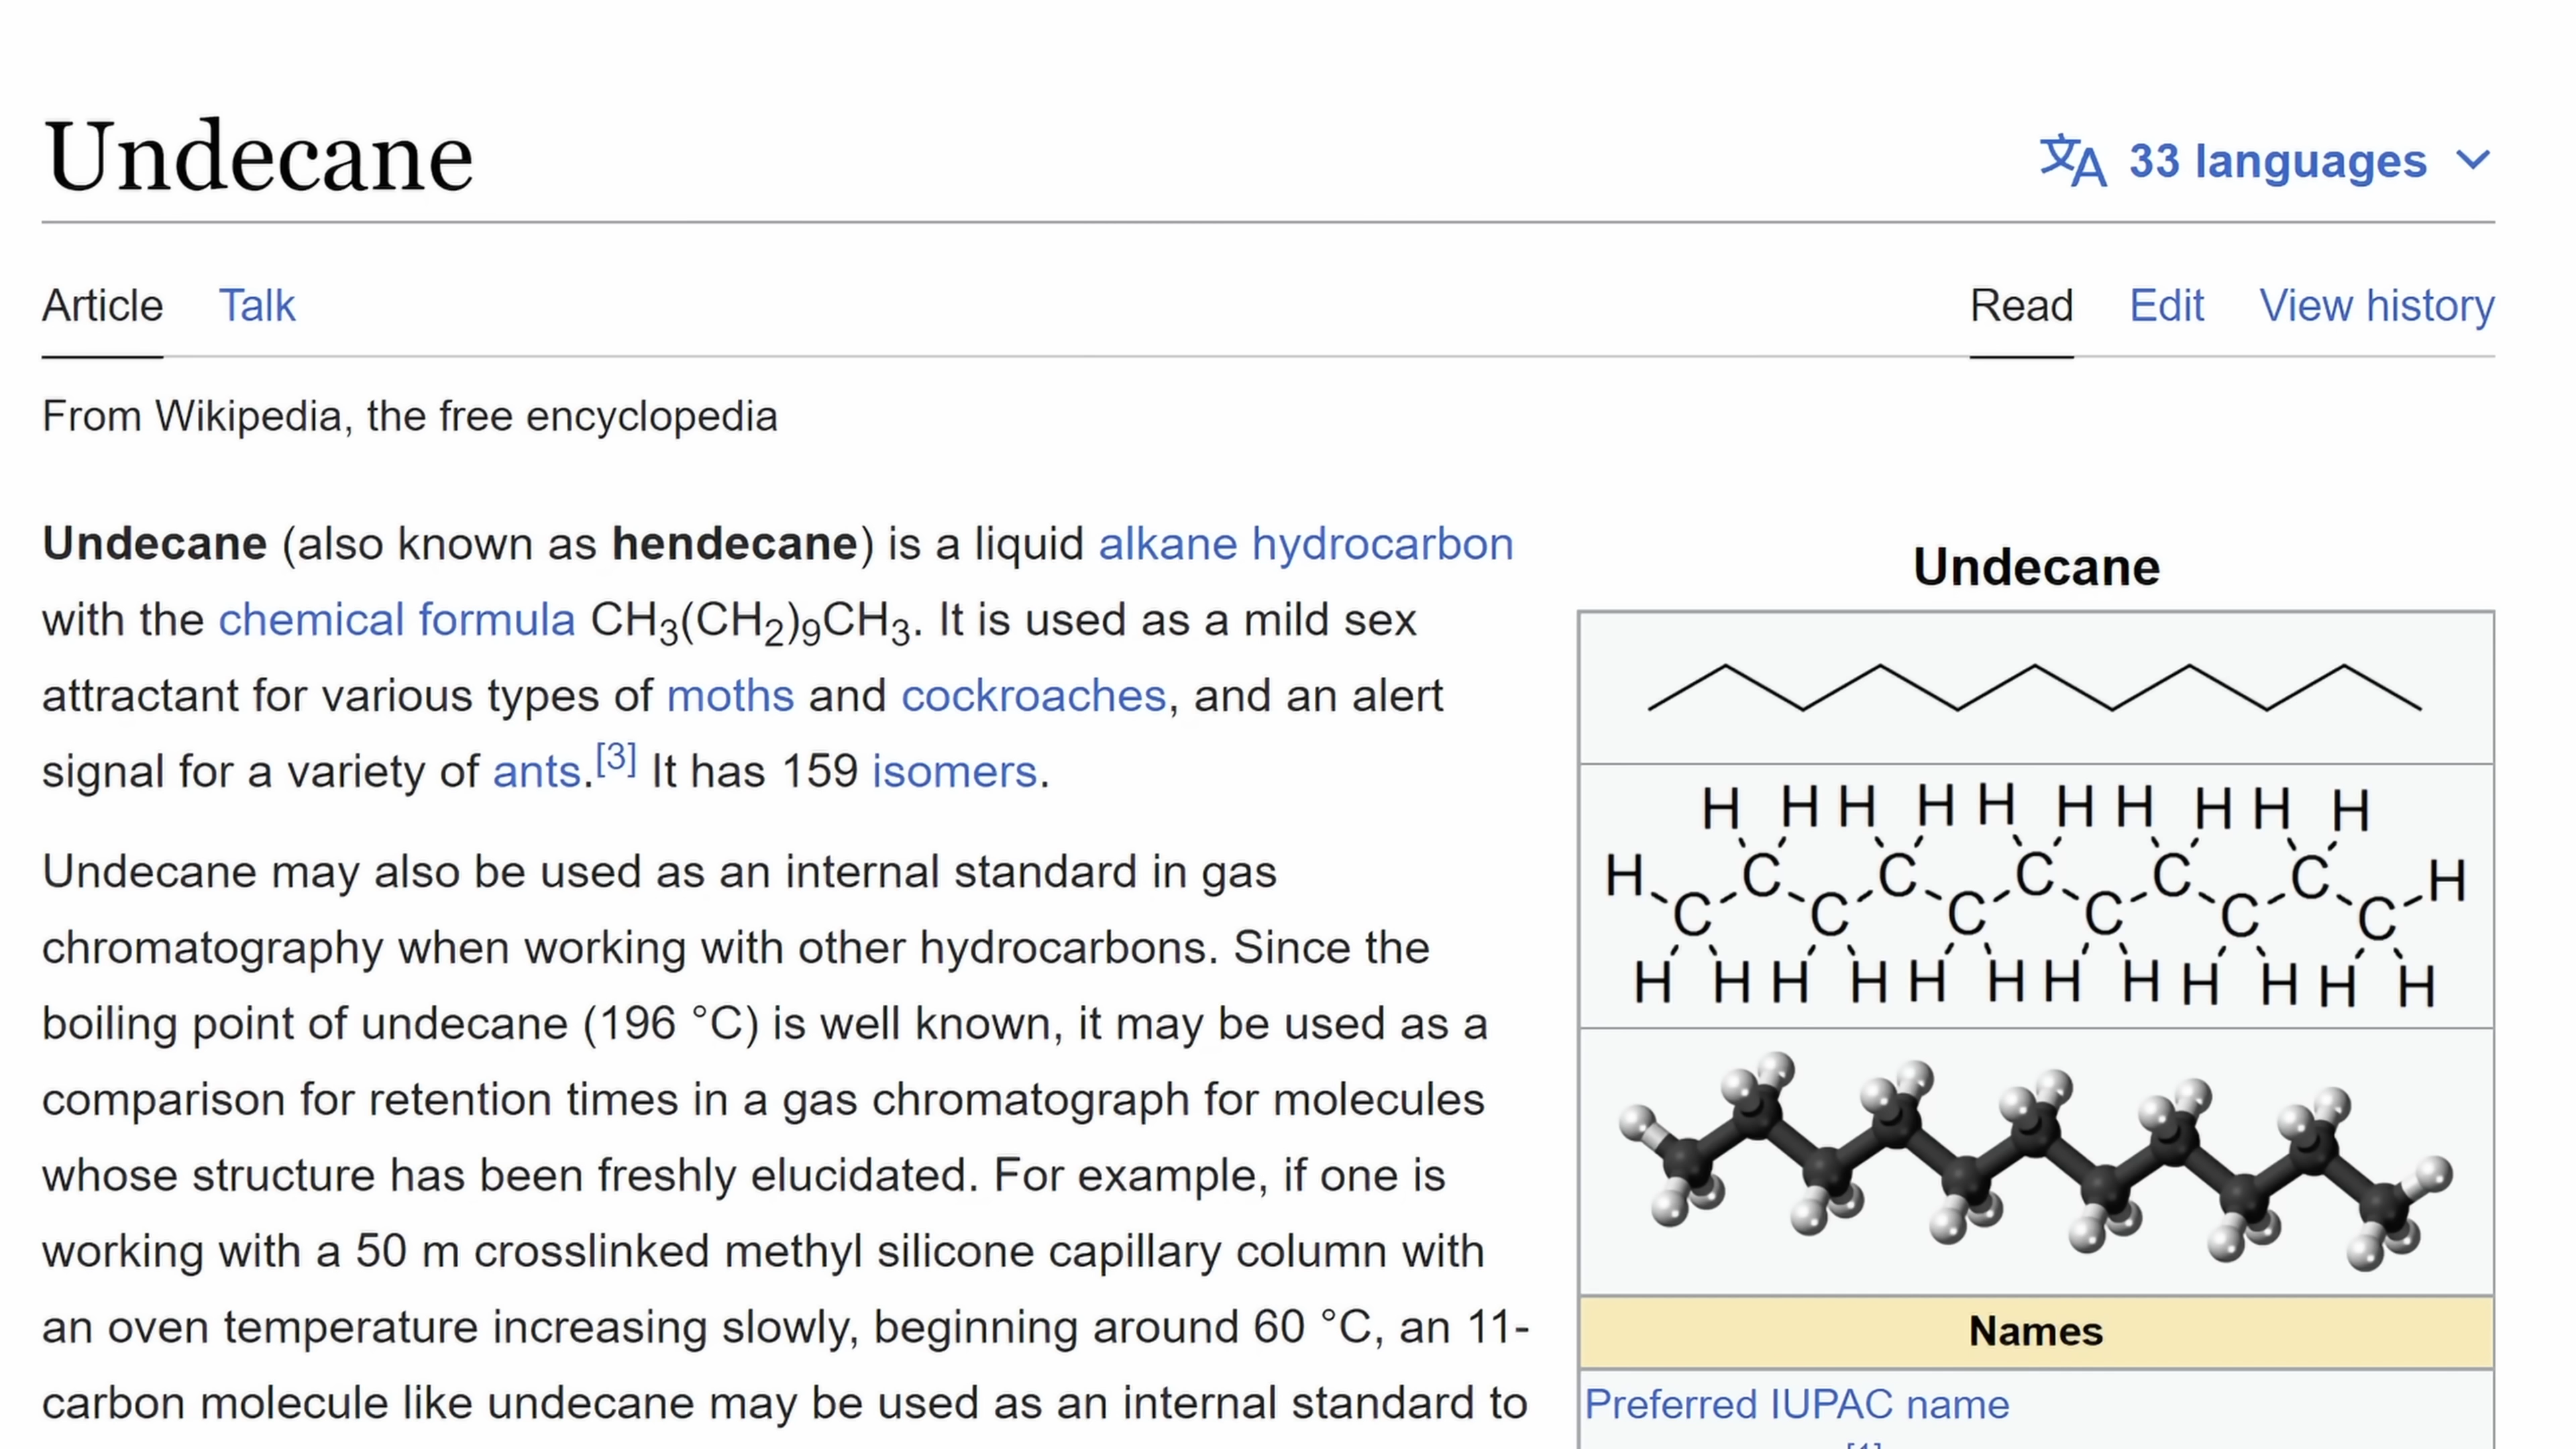 Undecane
33 languages
Article Talk
Read Edit View history
From Wikipedia, the free encyclopedia
Undecane (also known as hendecane) is a liquid alkane hydrocarbon
with the chemical formula CH₃(CH₂)₉CH₃. It is used as a mild sex
attractant for various types of moths and cockroaches, and an alert
signal for a variety of ants.[3] It has 159 isomers.
Undecane may also be used as an internal standard in gas
chromatography when working with other hydrocarbons. Since the
boiling point of undecane (196 °C) is well known, it may be used as a
comparison for retention times in a gas chromatograph for molecules
whose structure has been freshly elucidated. For example, if one is
working with a 50 m crosslinked methyl silicone capillary column with
an oven temperature increasing slowly, beginning around 60 °C, an 11-
carbon molecule like undecane may be used as an internal standard to
Undecane
H H H H H H H H H H
H C C C C C H
C C C C C C
H H H H H H H H H H H H
Names
Preferred IUPAC name